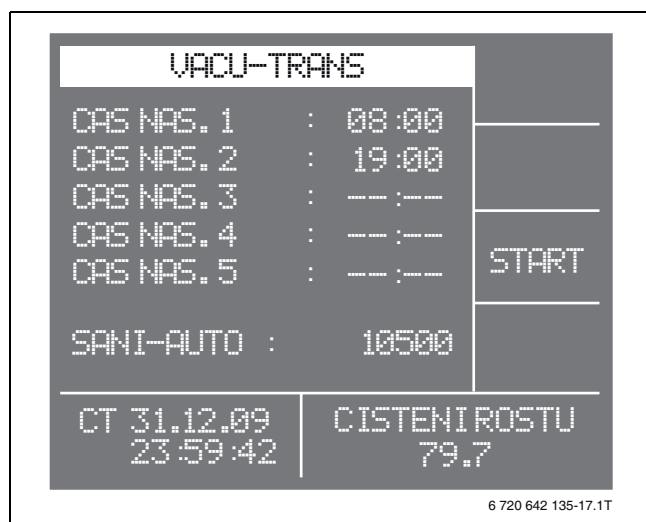 VACU-TRANS
CAS NAS. 1 : 08:00
CAS NAS. 2 : 19:00
CAS NAS. 3 : --:--
CAS NAS. 4 : --:--
CAS NAS. 5 : --:--
START
SANI-AUTO : 10500
CT 31.12.09
23:59:42
CISTENI ROSTU
79.7
6 720 642 135-17.1T